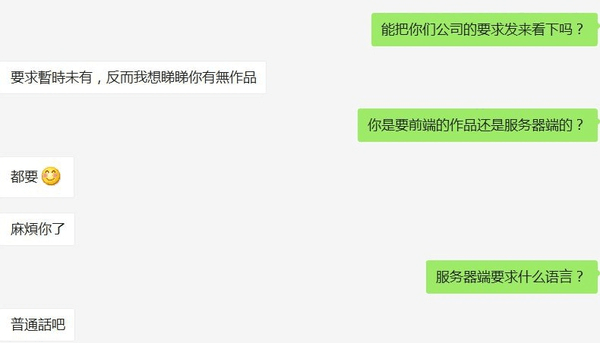 能把你们公司的要求发来看下吗？
要求暫時未有，反而我想睇睇你有無作品
你是要前端的作品还是服务器端的？
都要
麻煩你了
服务器端要求什么语言？
普通話吧